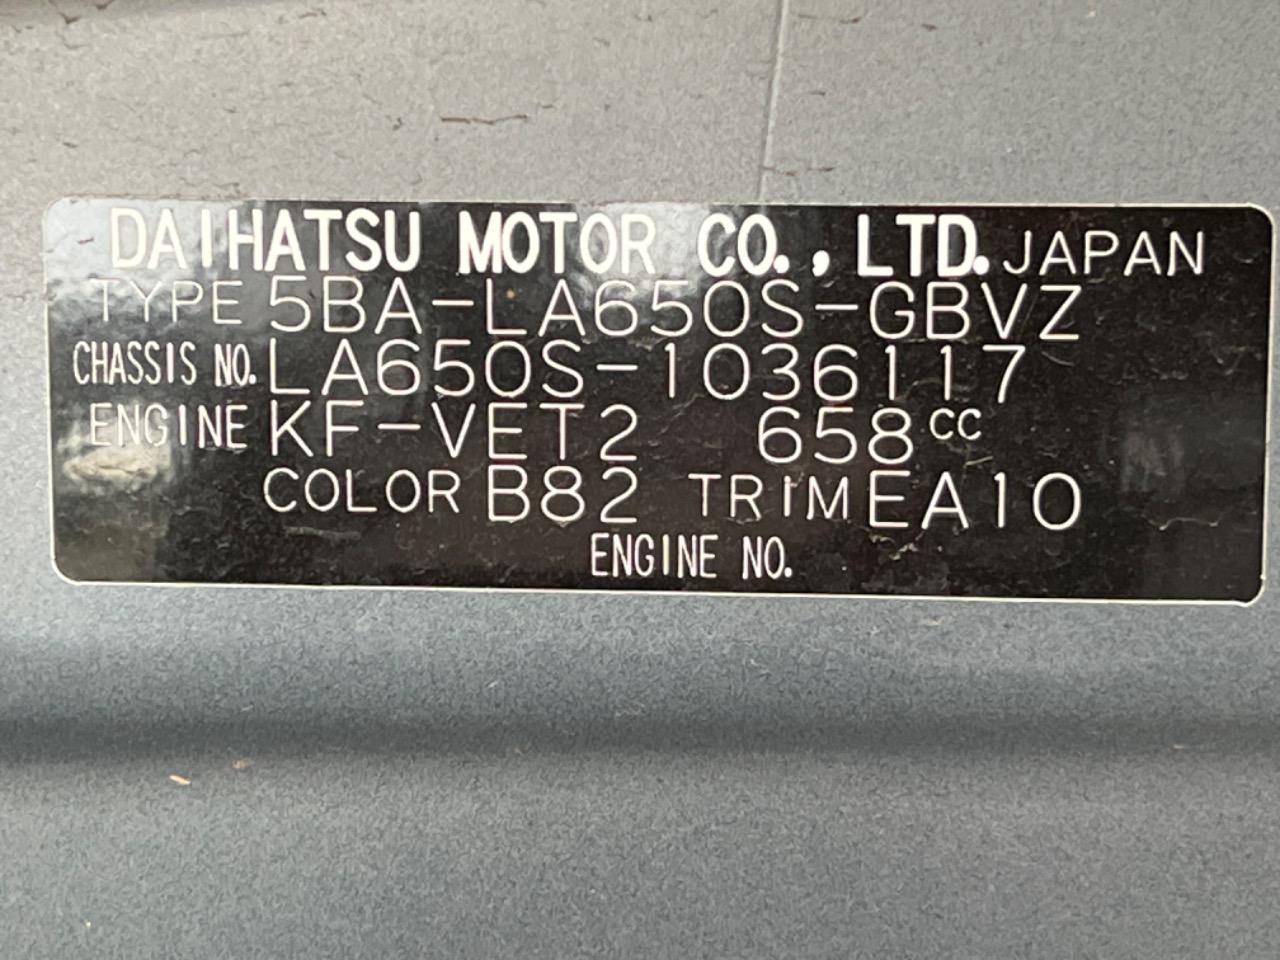 DAIHATSU MOTOR CO., LTD. JAPAN
TYPE 5BA-LA650S-GBVZ
CHASSIS NO. LA650S-1036117
ENGINE KF-VET2 658cc
COLOR B82 TRIM EA10
ENGINE NO.